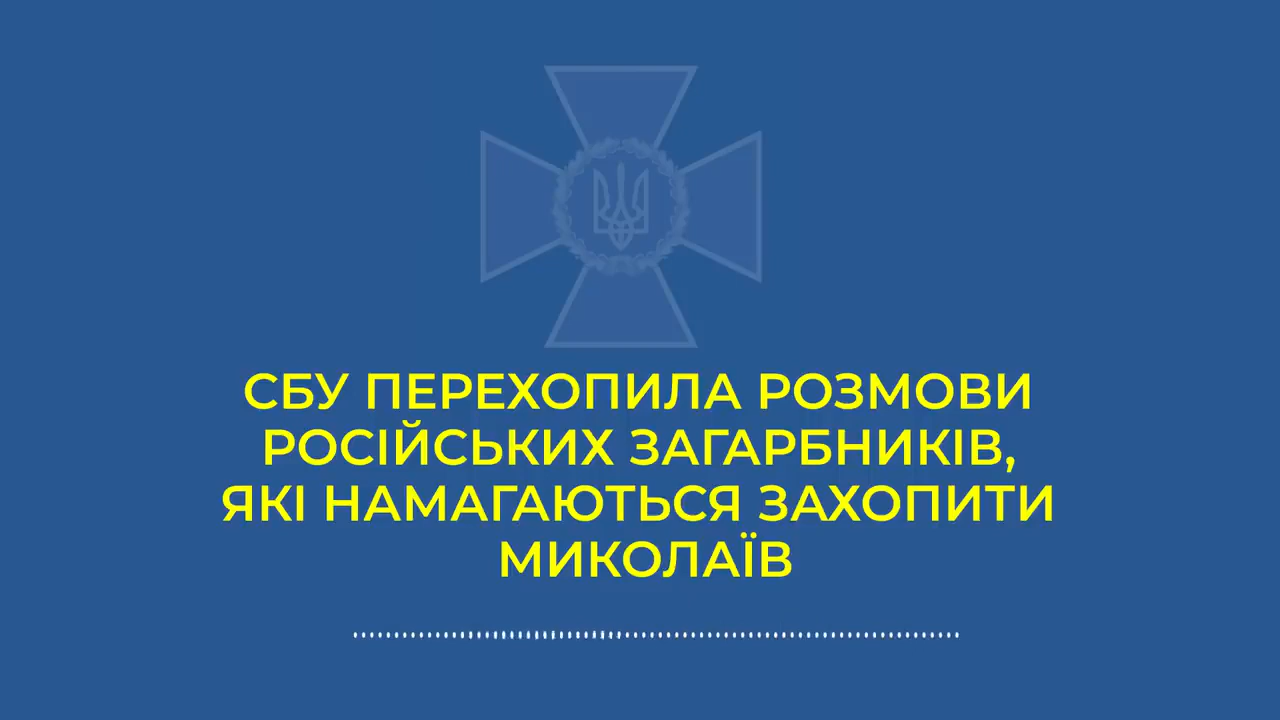 СБУ ПЕРЕХОПИЛА РОЗМОВИ
РОСІЙСЬКИХ ЗАГАРБНИКІВ,
ЯКІ НАМАГАЮТЬСЯ ЗАХОПИТИ
МИКОЛАЇВ